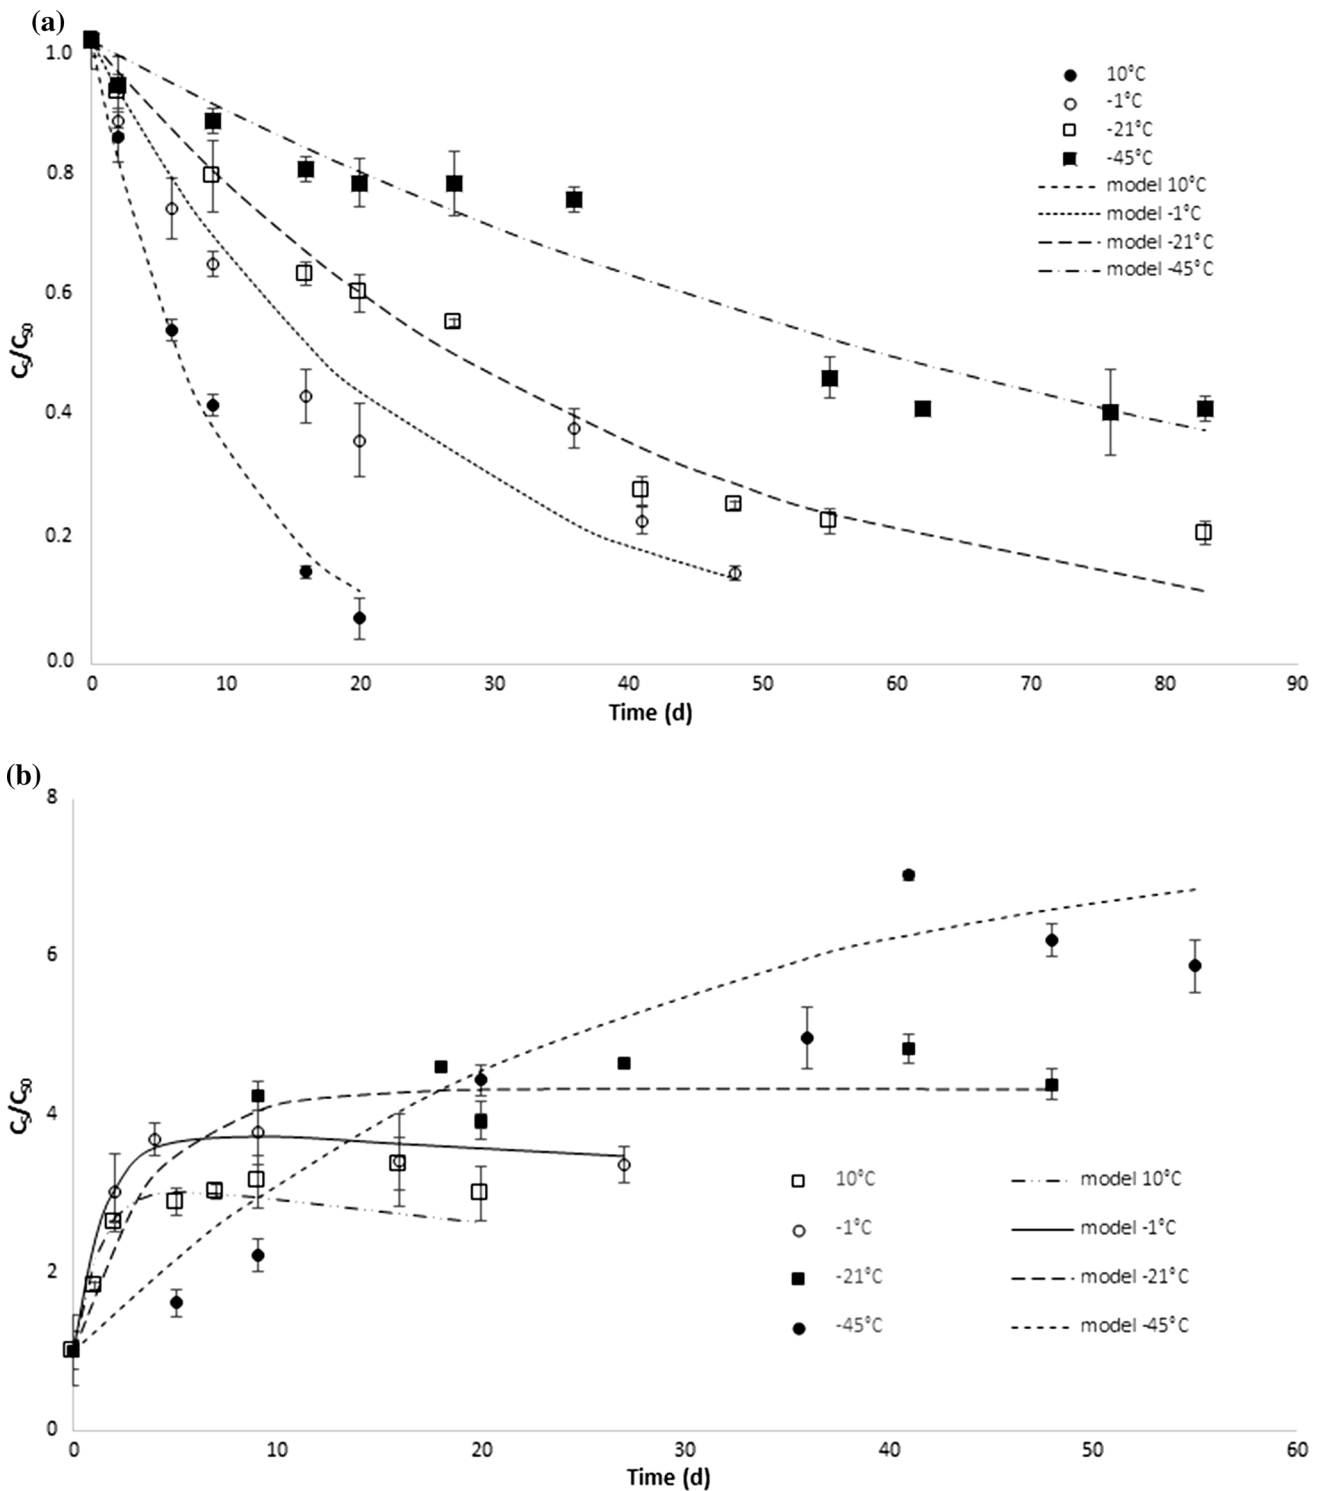 (a)
1.0
0.8
0.6
0.4
0.2
0.0
CS/CS0
0 10 20 30 40 50 60 70 80 90
Time (d)
10°C
-1°C
-21°C
-45°C
model 10°C
model -1°C
model -21°C
model -45°C
(b)
8
6
4
2
0
CS/CS0
0 10 20 30 40 50 60
Time (d)
10°C model 10°C
-1°C model -1°C
-21°C model -21°C
-45°C model -45°C